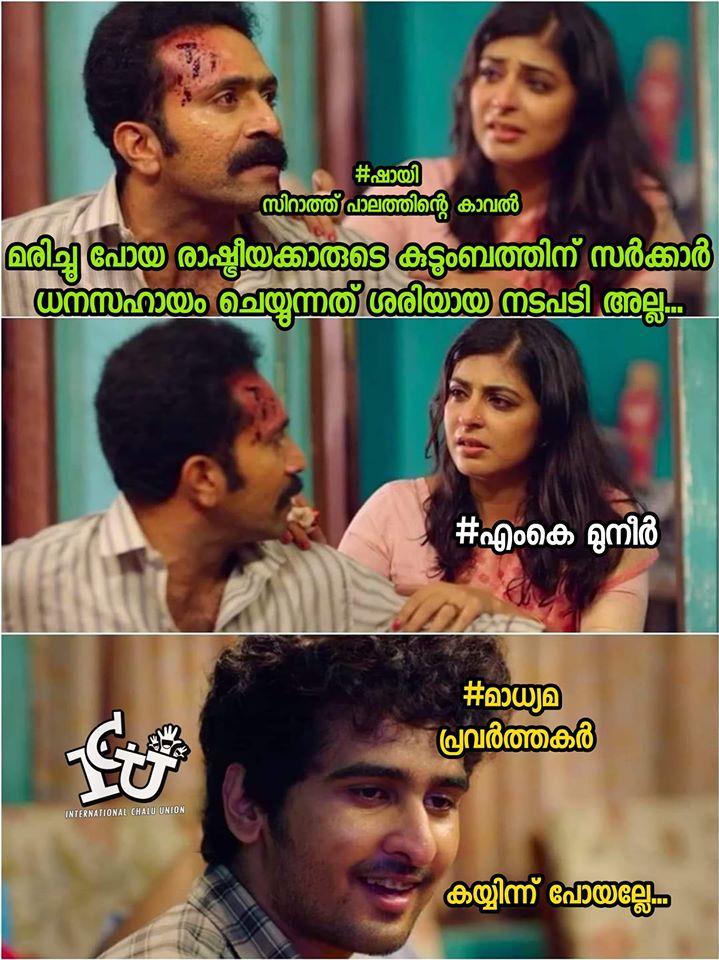 #ഷായി
സിറാത്ത് പാലത്തിന്റെ കാവൽ
മരിച്ചു പോയ രാഷ്ട്രീയക്കാരുടെ കുടുംബത്തിന് സർക്കാർ
ധനസഹായം ചെയ്യുന്നത് ശരിയായ നടപടി അല്ല...
#എംകെ മുനീർ
#മാധ്യമ
പ്രവർത്തകർ
ICU
INTERNATIONAL CHALU UNION
കയ്യിന്ന് പോയല്ലേ...